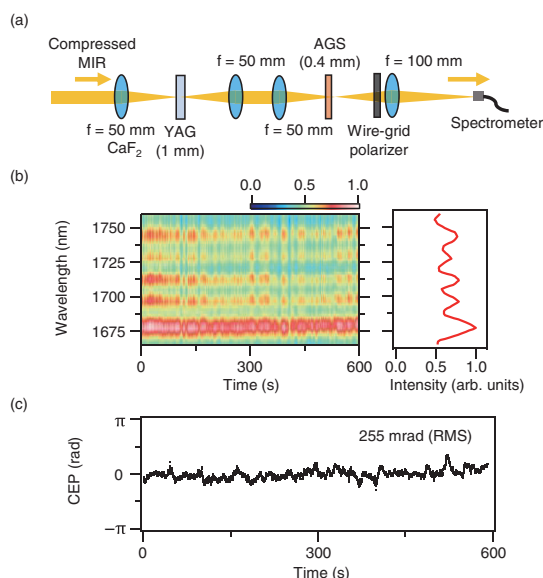 (a)
Compressed
MIR
f = 50 mm
CaF₂
YAG
(1 mm)
f = 50 mm
f = 50 mm
AGS
(0.4 mm)
f = 100 mm
Wire-grid
polarizer
Spectrometer
(b)
0.0 0.5 1.0
Wavelength (nm)
1750
1725
1700
1675
0 300 600
Time (s)
0.0 0.5 1.0
Intensity (arb. units)
(c)
CEP (rad)
π
0
−π
255 mrad (RMS)
0 300 600
Time (s)